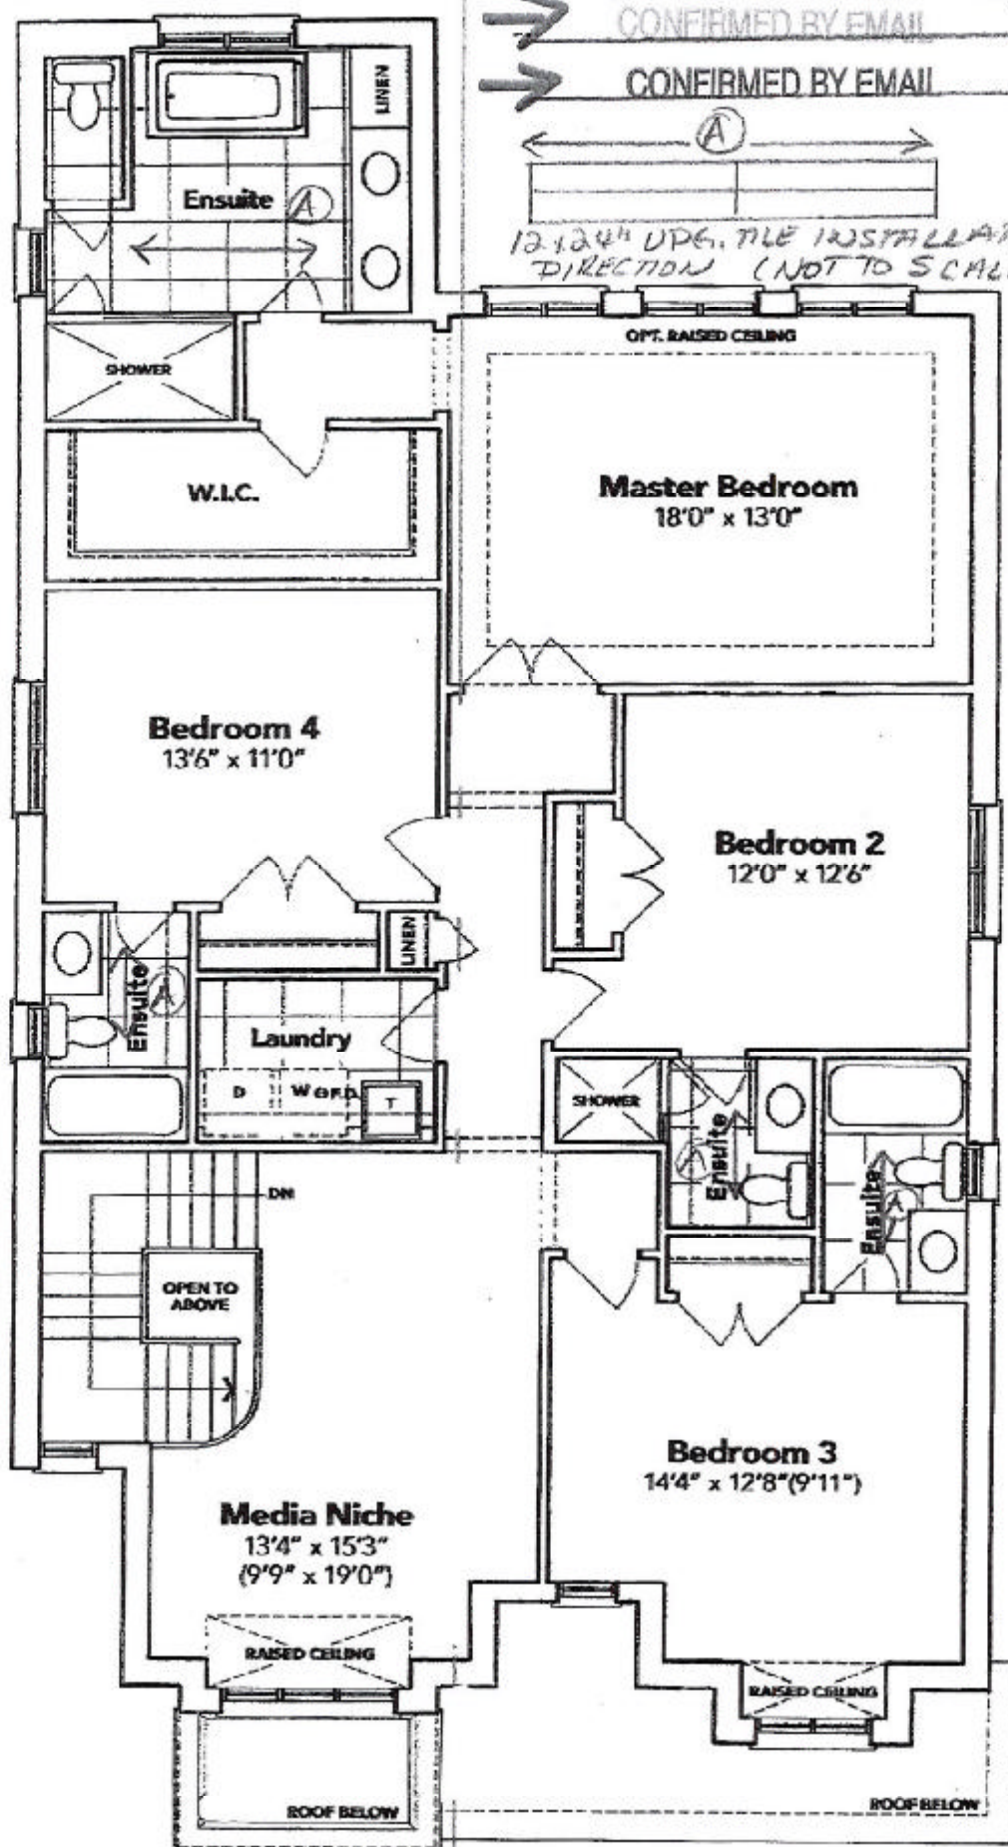 CONFIRMED BY EMAIL
CONFIRMED BY EMAIL
A
12x24" UPG. TILE INSTALLAT
DIRECTION (NOT TO SCAL
LINEN
Ensuite A
SHOWER
OPT. RAISED CEILING
W.I.C.
Master Bedroom
18'0" x 13'0"
Bedroom 4
13'6" x 11'0"
Bedroom 2
12'0" x 12'6"
LINEN
Ensuite A
Laundry
D
W
T
SHOWER
Ensuite A
Ensuite A
DN
OPEN TO
ABOVE
Bedroom 3
14'4" x 12'8"(9'11")
Media Niche
13'4" x 15'3"
(9'9" x 19'0")
RAISED CEILING
RAISED CEILING
ROOF BELOW
ROOF BELOW